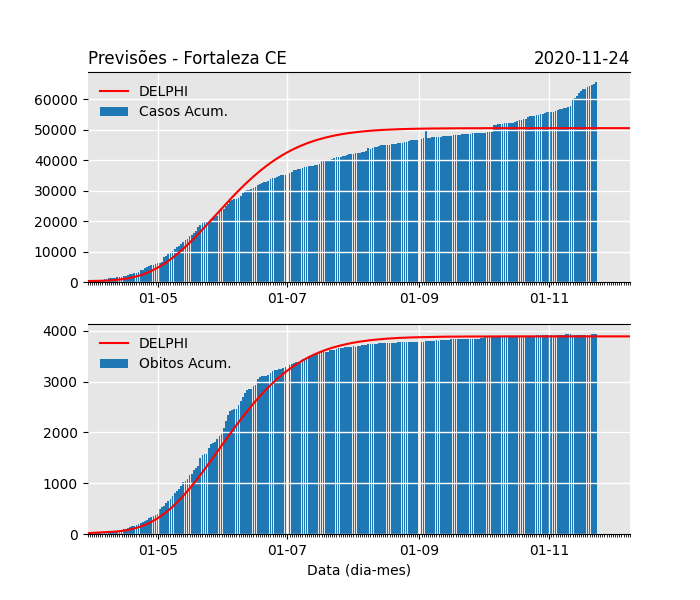 Previsões - Fortaleza CE 2020-11-24
DELPHI
Casos Acum.
60000
50000
40000
30000
20000
10000
0
01-05 01-07 01-09 01-11
DELPHI
Obitos Acum.
4000
3000
2000
1000
0
01-05 01-07 01-09 01-11
Data (dia-mes)